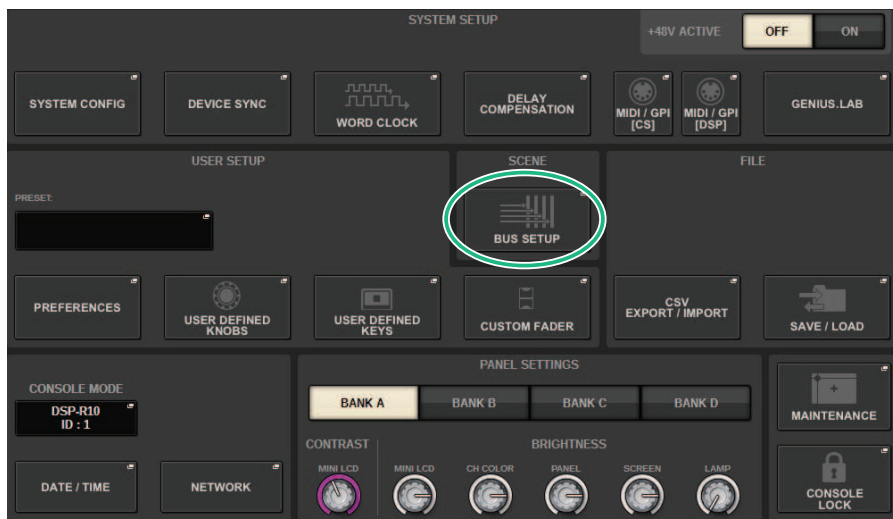 SYSTEM SETUP
+48V ACTIVE
OFF
ON
SYSTEM CONFIG
DEVICE SYNC
WORD CLOCK
DELAY
COMPENSATION
MIDI / GPI
[CS]
MIDI / GPI
[DSP]
GENIUS.LAB
USER SETUP
SCENE
FILE
PRESET:
BUS SETUP
PREFERENCES
USER DEFINED
KNOBS
USER DEFINED
KEYS
CUSTOM FADER
CSV
EXPORT / IMPORT
SAVE / LOAD
CONSOLE MODE
DSP-R10
ID : 1
PANEL SETTINGS
BANK A
BANK B
BANK C
BANK D
MAINTENANCE
CONTRAST
BRIGHTNESS
MINI LCD
MINI LCD
CH COLOR
PANEL
SCREEN
LAMP
DATE / TIME
NETWORK
CONSOLE
LOCK